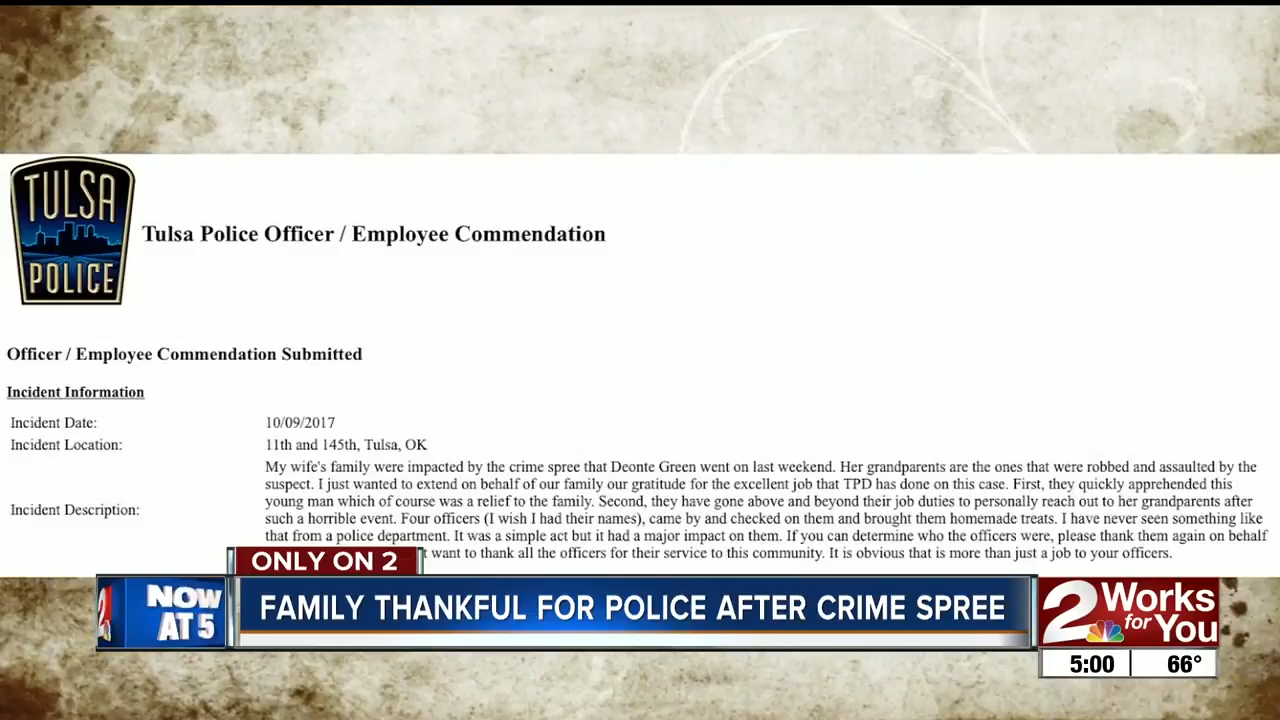 TULSA
POLICE
Tulsa Police Officer / Employee Commendation
Officer / Employee Commendation Submitted
Incident Information
Incident Date: 10/09/2017
Incident Location: 11th and 145th, Tulsa, OK
My wife's family were impacted by the crime spree that Deonte Green went on last weekend. Her grandparents are the ones that were robbed and assaulted by the
suspect. I just wanted to extend on behalf of our family our gratitude for the excellent job that TPD has done on this case. First, they quickly apprehended this
young man which of course was a relief to the family. Second, they have gone above and beyond their job duties to personally reach out to her grandparents after
Incident Description: such a horrible event. Four officers (I wish I had their names), came by and checked on them and brought them homemade treats. I have never seen something like
that from a police department. It was a simple act but it had a major impact on them. If you can determine who the officers were, please thank them again on behalf
want to thank all the officers for their service to this community. It is obvious that is more than just a job to your officers.
ONLY ON 2
NOW
AT 5
FAMILY THANKFUL FOR POLICE AFTER CRIME SPREE
2 Works
for You
5:00 66°